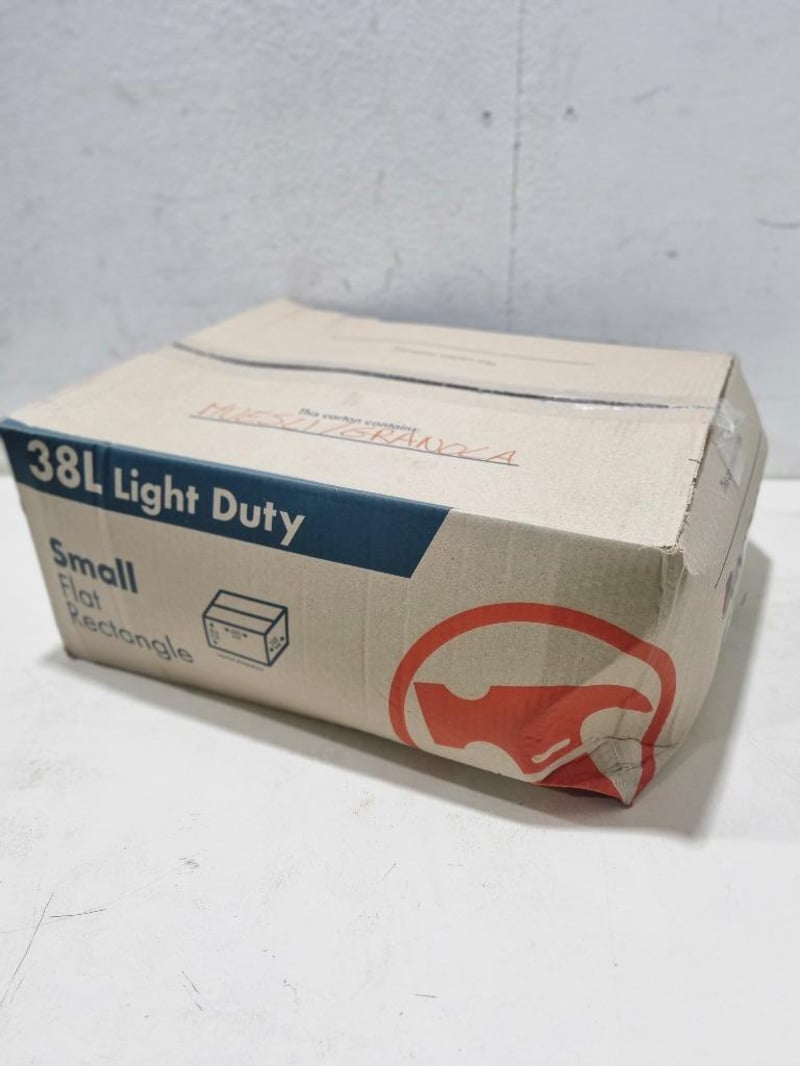 This carton contains:
MUESLI/GRANOLA
38L Light Duty
Small
Flat
Rectangle